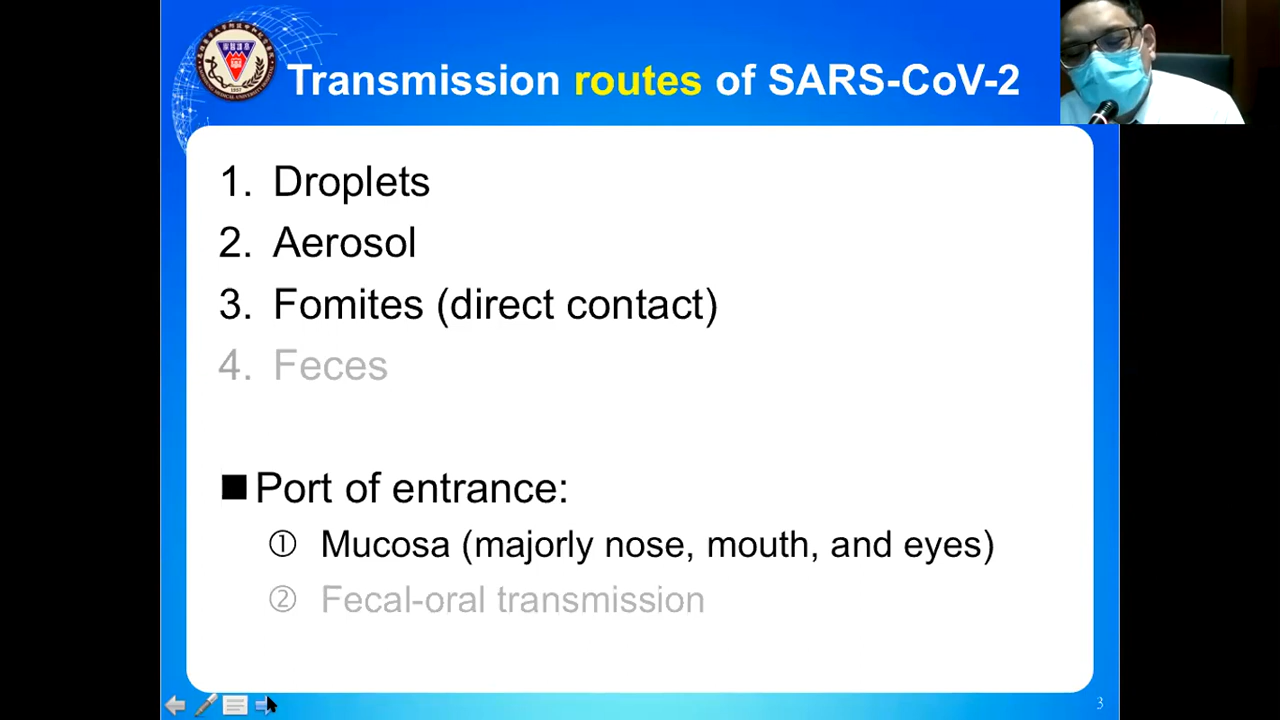 Transmission routes of SARS-CoV-2
1. Droplets
2. Aerosol
3. Fomites (direct contact)
4. Feces
Port of entrance:
① Mucosa (majorly nose, mouth, and eyes)
② Fecal-oral transmission
3